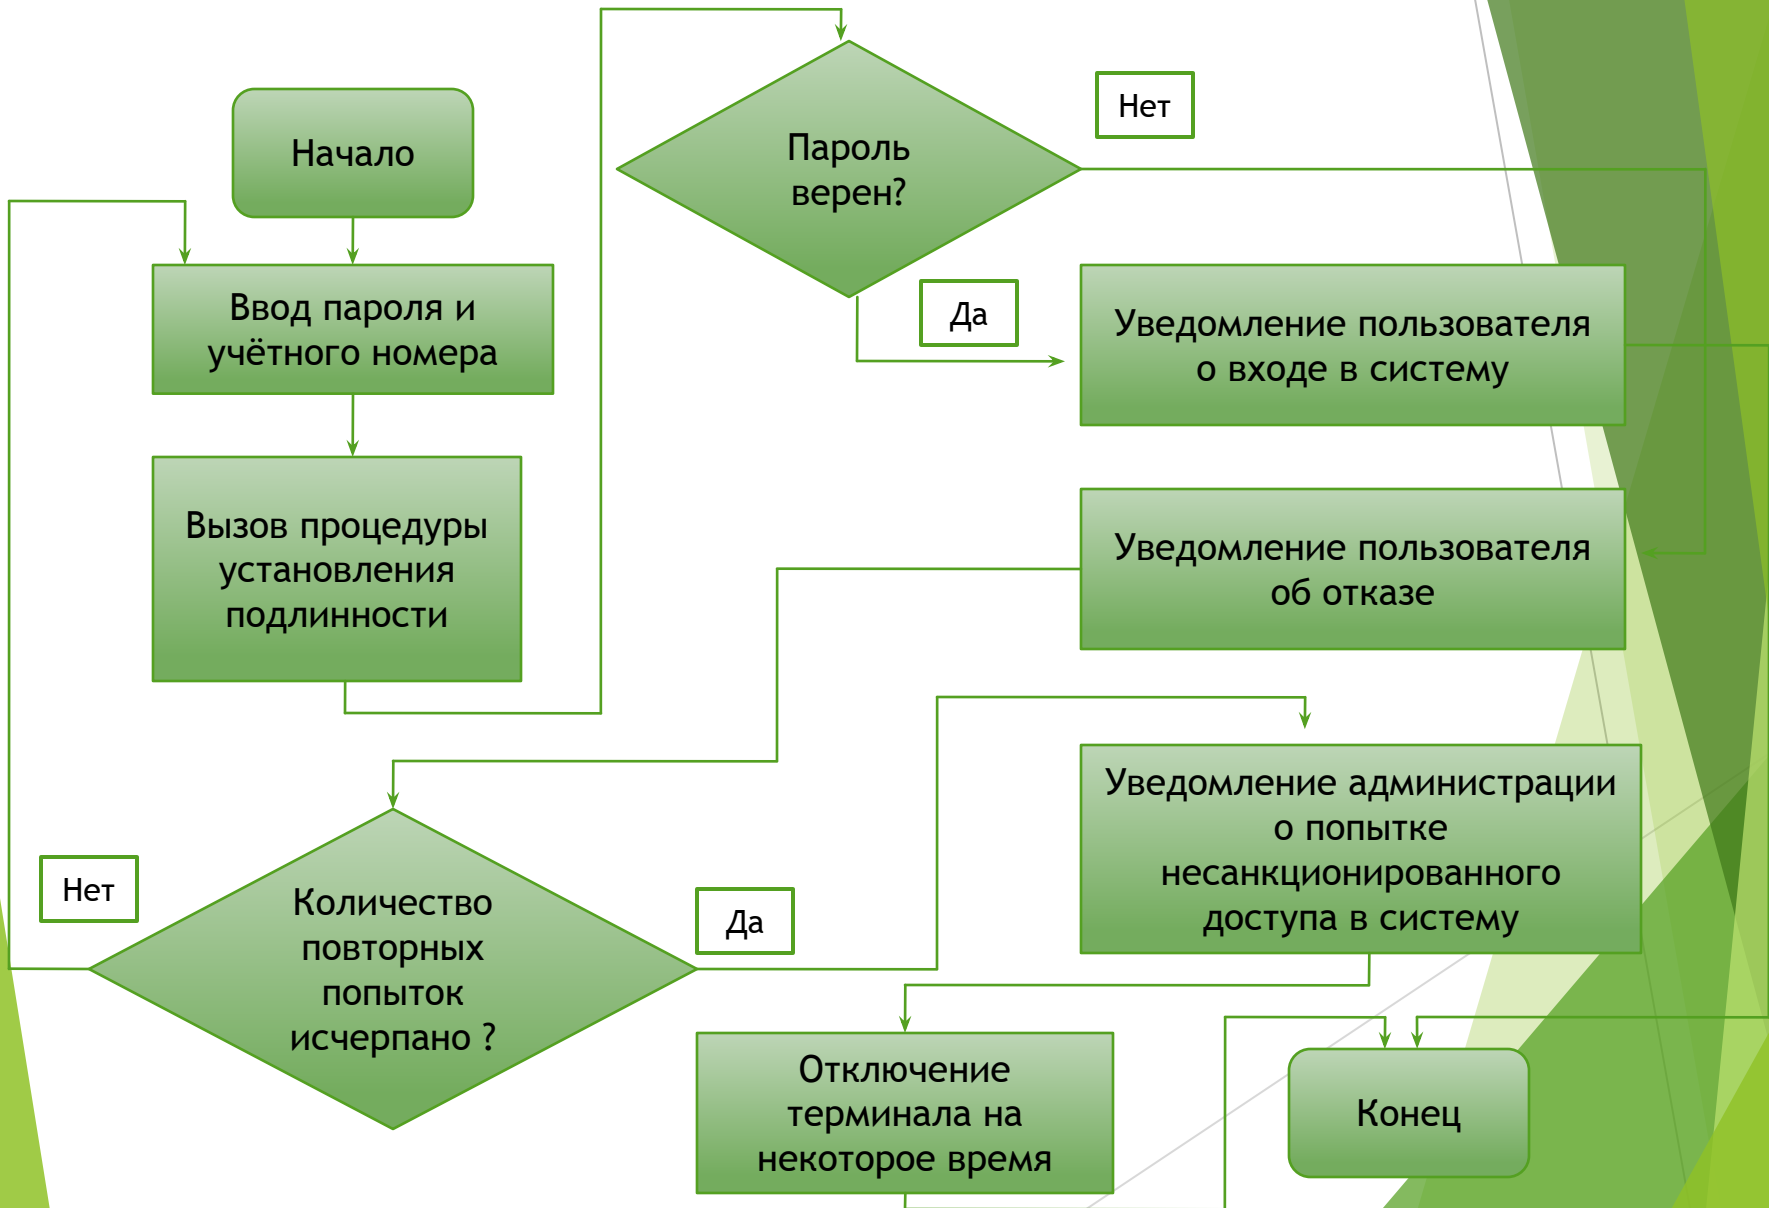 Начало
Ввод пароля и
учётного номера
Вызов процедуры
установления
подлинности
Пароль
верен?
Нет
Да
Уведомление пользователя
о входе в систему
Уведомление пользователя
об отказе
Количество
повторных
попыток
исчерпано ?
Нет
Да
Уведомление администрации
о попытке
несанкционированного
доступа в систему
Отключение
терминала на
некоторое время
Конец